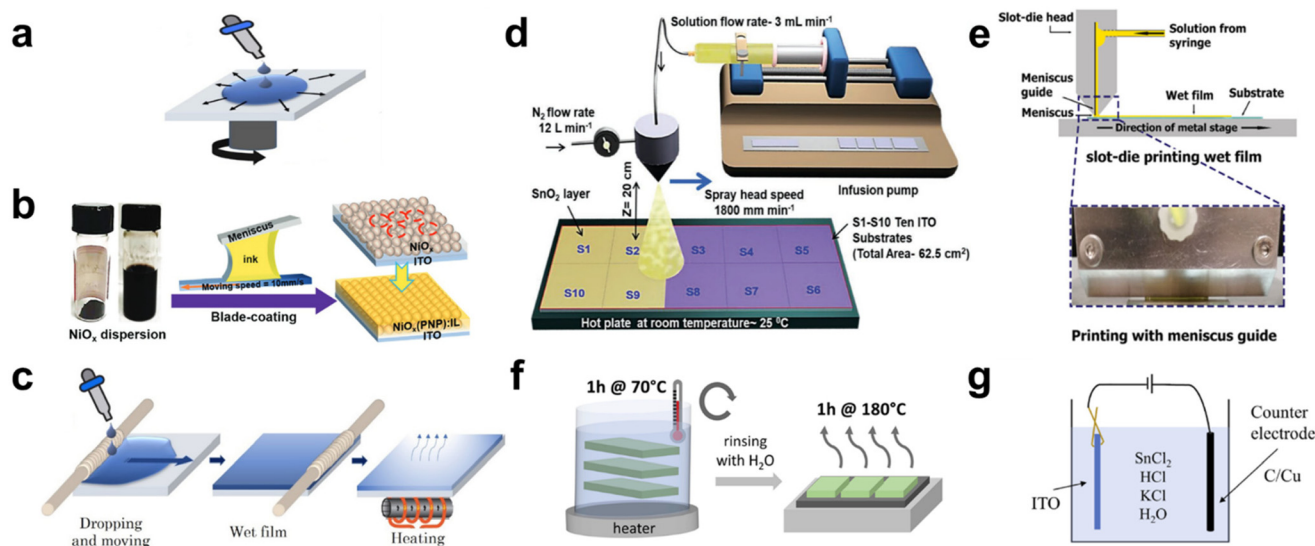 a
b
Meniscus
ink
Moving speed = 10mm/s
Blade-coating
NiOₓ dispersion
NiOₓ
ITO
NiOₓ(PNP):IL
ITO
c
Dropping
and moving
Wet film
Heating
d
Solution flow rate- 3 mL min⁻¹
N₂ flow rate
12 L min⁻¹
Z= 20 cm
SnO₂ layer
Spray head speed
1800 mm min⁻¹
Infusion pump
S1-S10 Ten ITO
Substrates
(Total Area- 62.5 cm²)
S1 S2 S3 S4 S5
S10 S9 S8 S7 S6
Hot plate at room temperature~ 25 ⁰C
e
Slot-die head
Solution from
syringe
Meniscus
guide
Meniscus
Wet film
Substrate
Direction of metal stage
slot-die printing wet film
Printing with meniscus guide
f
1h @ 70°C
rinsing
with H₂O
heater
1h @ 180°C
g
ITO
SnCl₂
HCl
KCl
H₂O
Counter
electrode
C/Cu